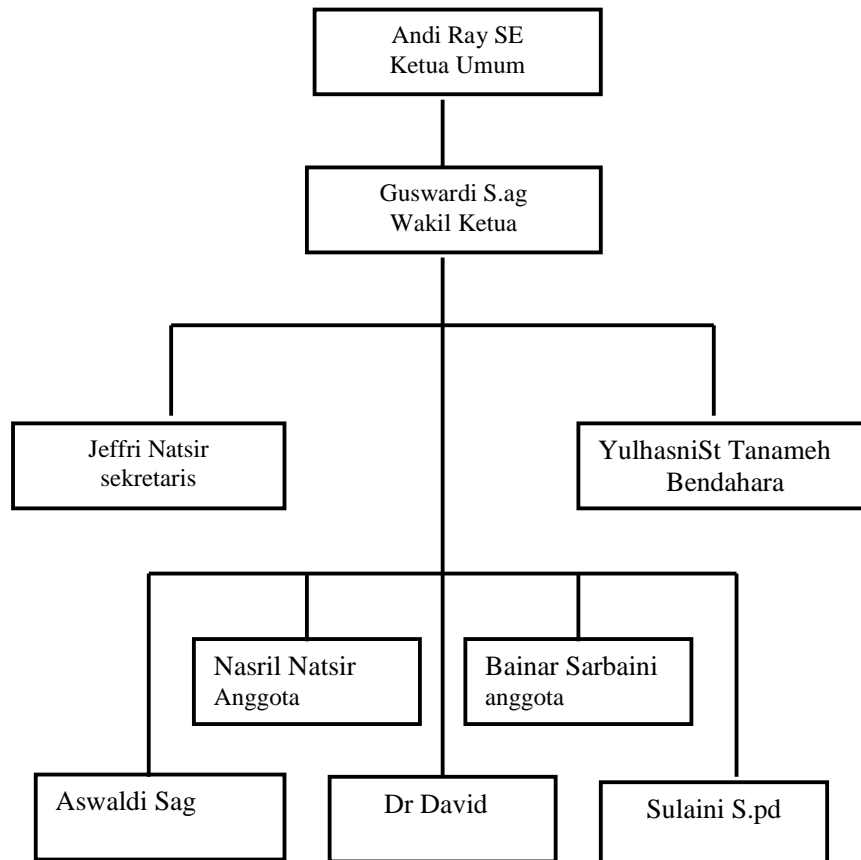 Andi Ray SE
Ketua Umum
Guswardi S.ag
Wakil Ketua
Jeffri Natsir
sekretaris
YulhasniSt Tanameh
Bendahara
Nasril Natsir
Anggota
Bainar Sarbaini
anggota
Aswaldi Sag
Dr David
Sulaini S.pd